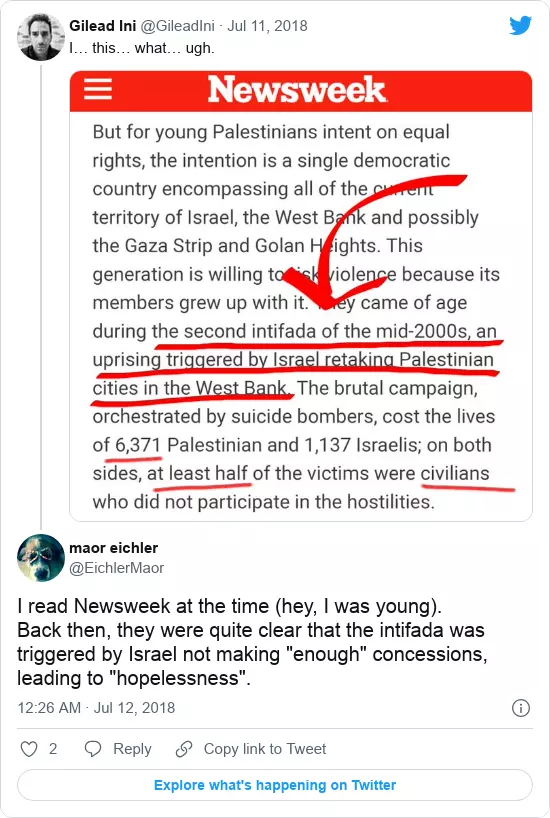 Gilead Ini @GileadIni · Jul 11, 2018
I... this... what... ugh.
Newsweek
But for young Palestinians intent on equal
rights, the intention is a single democratic
country encompassing all of the current
territory of Israel, the West Bank and possibly
the Gaza Strip and Golan Heights. This
generation is willing to risk violence because its
members grew up with it. They came of age
during the second intifada of the mid-2000s, an
uprising triggered by Israel retaking Palestinian
cities in the West Bank. The brutal campaign,
orchestrated by suicide bombers, cost the lives
of 6,371 Palestinian and 1,137 Israelis; on both
sides, at least half of the victims were civilians
who did not participate in the hostilities.
maor eichler
@EichlerMaor
I read Newsweek at the time (hey, I was young).
Back then, they were quite clear that the intifada was
triggered by Israel not making "enough" concessions,
leading to "hopelessness".
12:26 AM · Jul 12, 2018
2 Reply Copy link to Tweet
Explore what's happening on Twitter